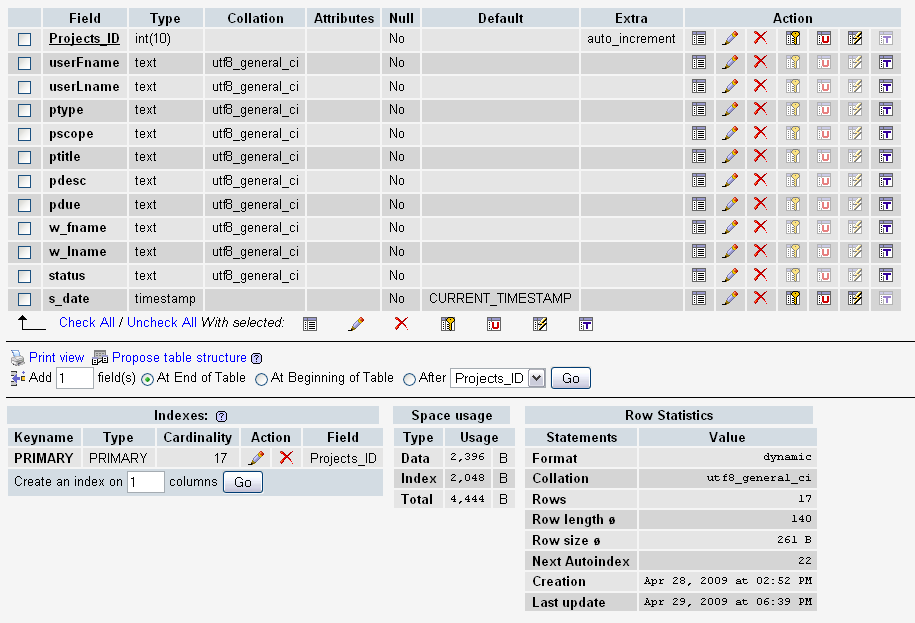 Field Type Collation Attributes Null Default Extra Action
Projects_ID int(10) No auto_increment
userFname text utf8_general_ci No
userLname text utf8_general_ci No
ptype text utf8_general_ci No
pscope text utf8_general_ci No
ptitle text utf8_general_ci No
pdesc text utf8_general_ci No
pdue text utf8_general_ci No
w_fname text utf8_general_ci No
w_lname text utf8_general_ci No
status text utf8_general_ci No
s_date timestamp No CURRENT_TIMESTAMP
Check All / Uncheck All With selected:
Print view Propose table structure ?
Add 1 field(s) At End of Table At Beginning of Table After Projects_ID Go
Indexes: ?
Keyname Type Cardinality Action Field
PRIMARY PRIMARY 17 Projects_ID
Create an index on 1 columns Go
Space usage
Type Usage
Data 2,396 B
Index 2,048 B
Total 4,444 B
Row Statistics
Statements Value
Format dynamic
Collation utf8_general_ci
Rows 17
Row length ø 140
Row size ø 261 B
Next Autoindex 22
Creation Apr 28, 2009 at 02:52 PM
Last update Apr 29, 2009 at 06:39 PM